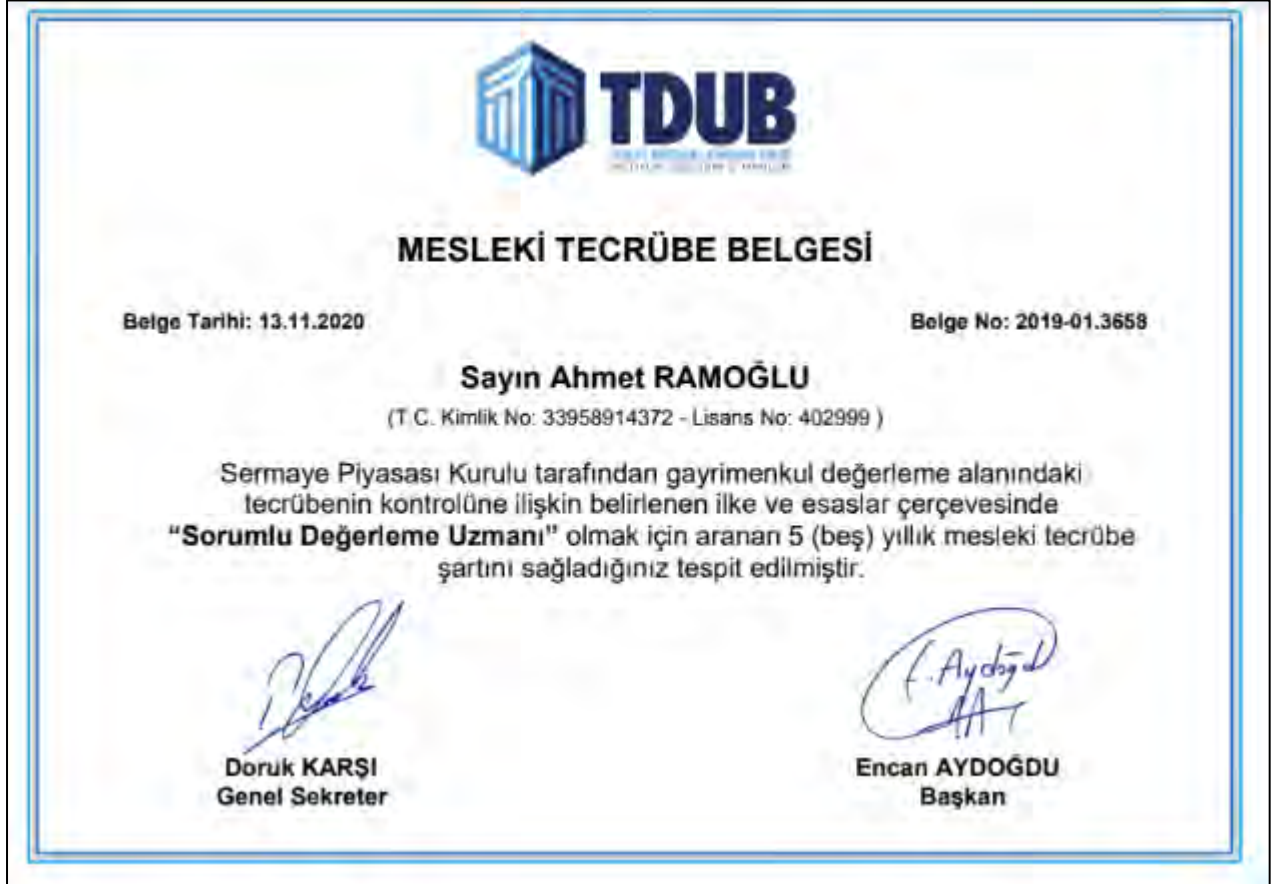 TDUB
MESLEKİ TECRÜBE BELGESİ
Belge Tarihi: 13.11.2020
Belge No: 2019-01.3658
Sayın Ahmet RAMOĞLU
(T.C. Kimlik No: 33958914372 - Lisans No: 402999 )
Sermaye Piyasası Kurulu tarafından gayrimenkul değerleme alanındaki
tecrübenin kontrolüne ilişkin belirlenen ilke ve esaslar çerçevesinde
“Sorumlu Değerleme Uzmanı” olmak için aranan 5 (beş) yıllık mesleki tecrübe
şartını sağladığınız tespit edilmiştir.
Doruk KARŞI
Genel Sekreter
Encan AYDOĞDU
Başkan